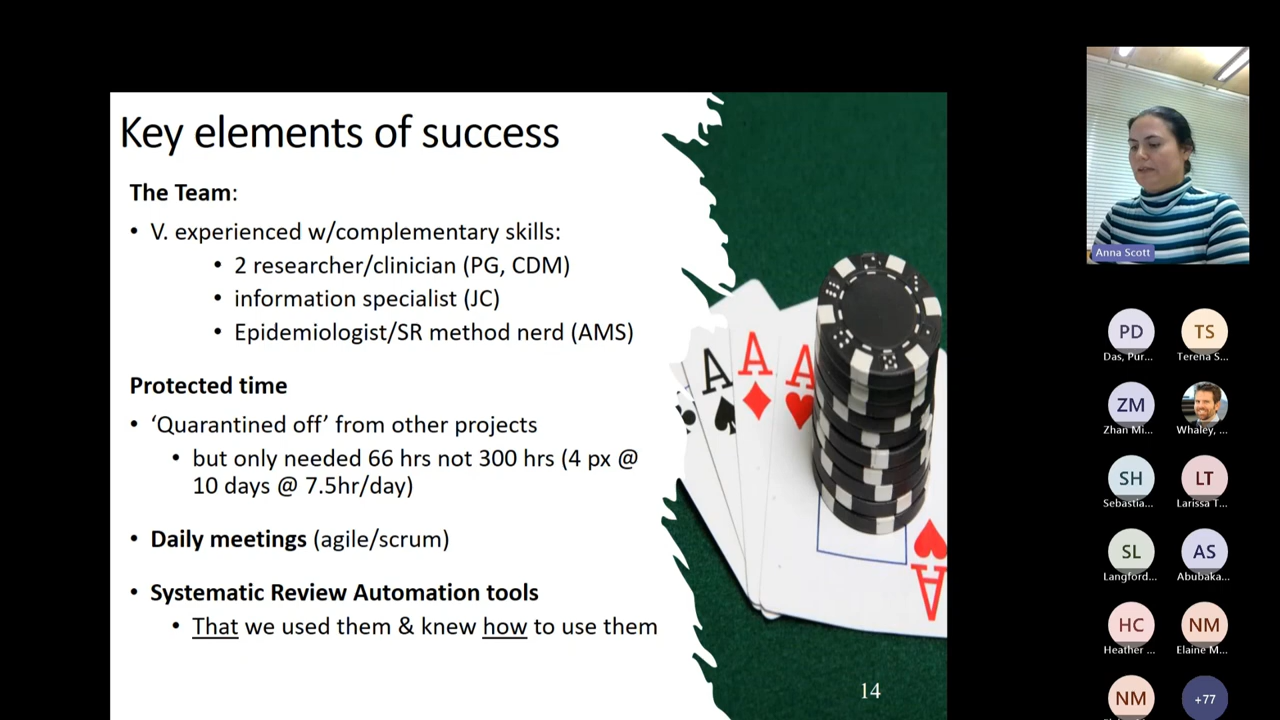 Key elements of success
The Team:
• V. experienced w/complementary skills:
• 2 researcher/clinician (PG, CDM)
• information specialist (JC)
• Epidemiologist/SR method nerd (AMS)
Protected time
• ‘Quarantined off’ from other projects
• but only needed 66 hrs not 300 hrs (4 px @
10 days @ 7.5hr/day)
• Daily meetings (agile/scrum)
• Systematic Review Automation tools
• That we used them & knew how to use them
A
A
A
A
14
Anna Scott
PD TS
Das, Pur... Terena S...
ZM
Zhan Mi... Whaley, ...
SH LT
Sebastia... Larissa T...
SL AS
Langford... Abubaka...
HC NM
Heather ... Elaine M...
NM +77